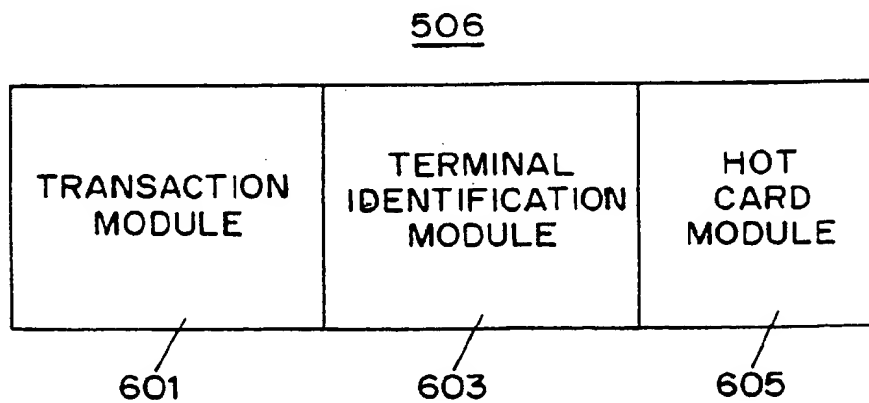 506
TRANSACTION
MODULE
TERMINAL
IDENTIFICATION
MODULE
HOT
CARD
MODULE
601
603
605